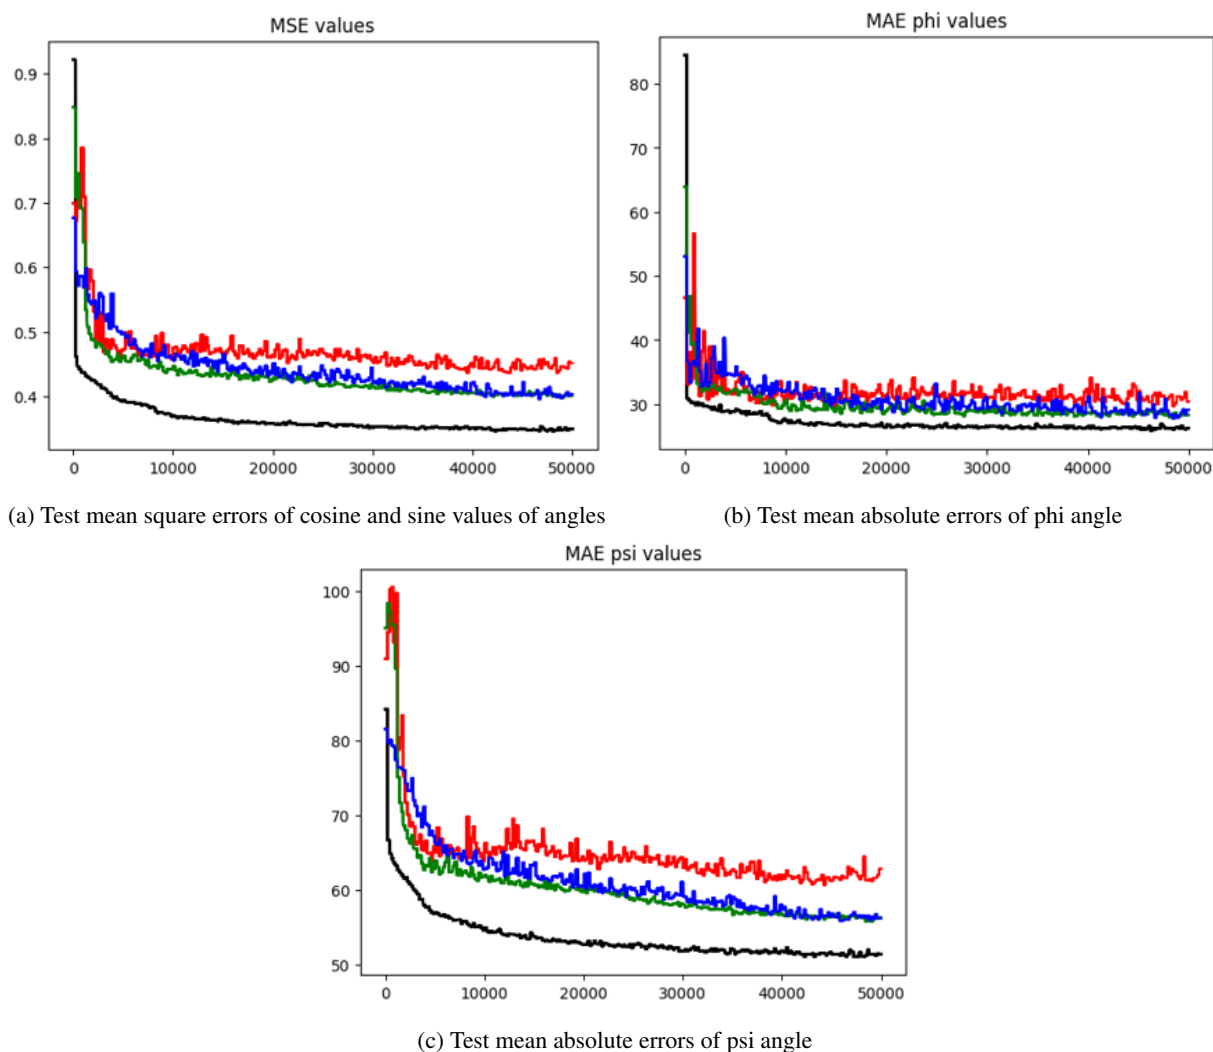 MSE values
0.9
0.8
0.7
0.6
0.5
0.4
0 10000 20000 30000 40000 50000
(a) Test mean square errors of cosine and sine values of angles
MAE phi values
80
70
60
50
40
30
0 10000 20000 30000 40000 50000
(b) Test mean absolute errors of phi angle
MAE psi values
100
90
80
70
60
50
0 10000 20000 30000 40000 50000
(c) Test mean absolute errors of psi angle